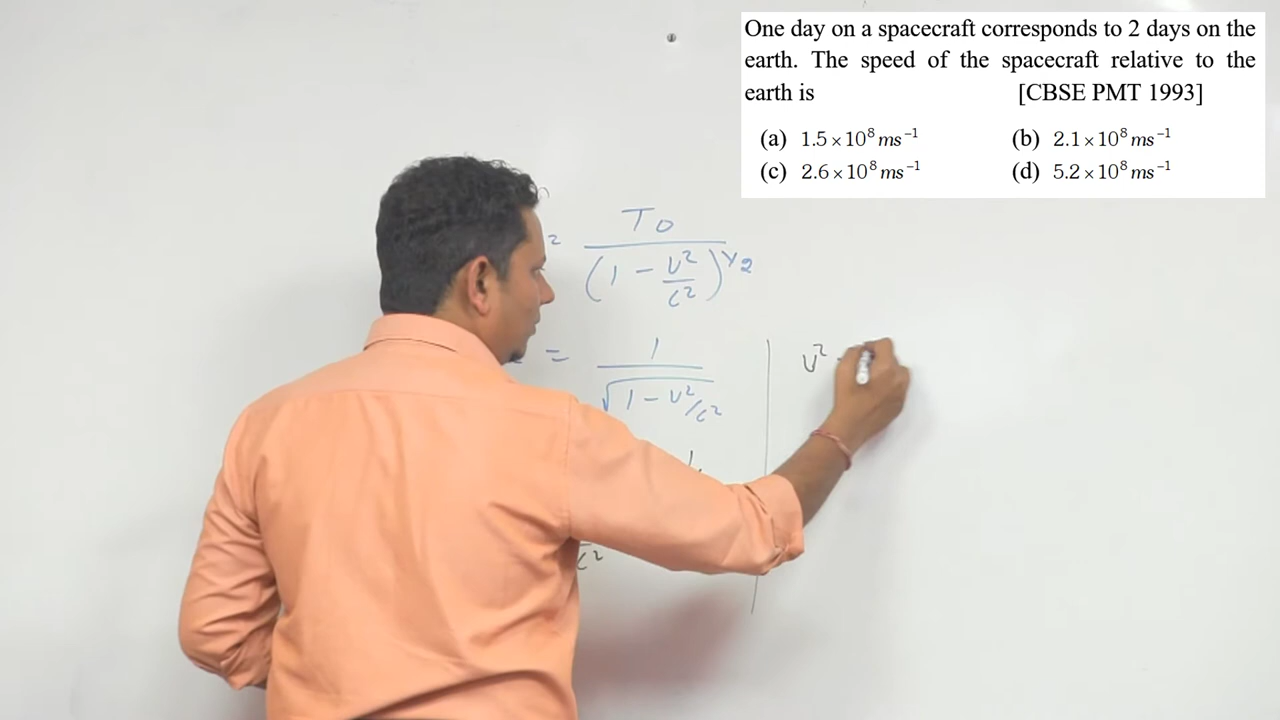 One day on a spacecraft corresponds to 2 days on the
earth. The speed of the spacecraft relative to the
earth is [CBSE PMT 1993]
(a) 1.5 × 10⁸ ms⁻¹ (b) 2.1 × 10⁸ ms⁻¹
(c) 2.6 × 10⁸ ms⁻¹ (d) 5.2 × 10⁸ ms⁻¹
T0
(1 - v²/c²)^1/2
= 1
√1 - v²/c²
v²
c²